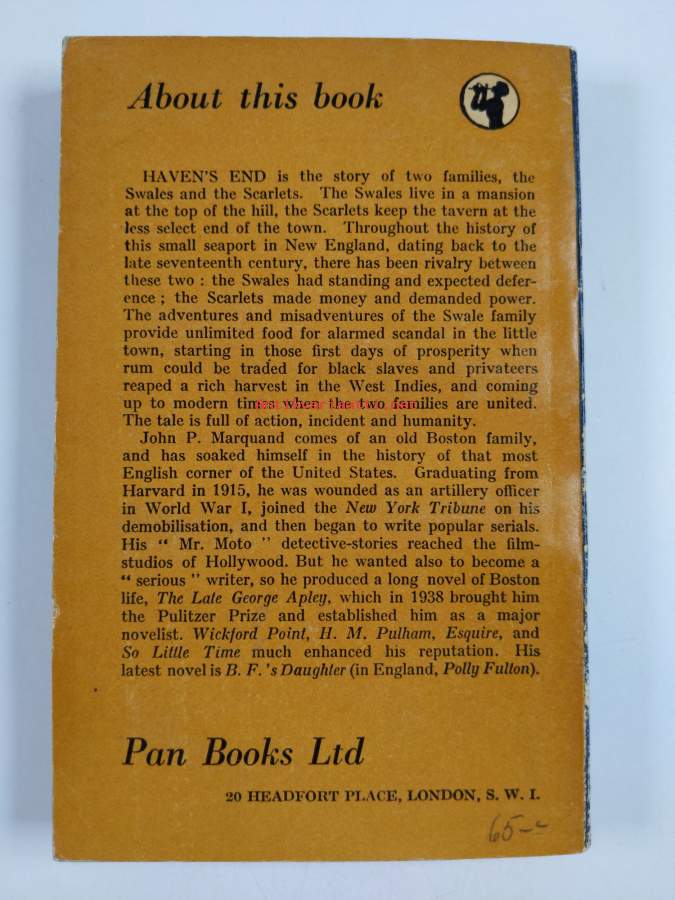 About this book
HAVEN'S END is the story of two families, the
Swales and the Scarlets. The Swales live in a mansion
at the top of the hill, the Scarlets keep the tavern at the
less select end of the town. Throughout the history of
this small seaport in New England, dating back to the
late seventeenth century, there has been rivalry between
these two : the Swales had standing and expected defer-
ence ; the Scarlets made money and demanded power.
The adventures and misadventures of the Swale family
provide unlimited food for alarmed scandal in the little
town, starting in those first days of prosperity when
rum could be traded for black slaves and privateers
reaped a rich harvest in the West Indies, and coming
up to modern times when the two families are united.
The tale is full of action, incident and humanity.
John P. Marquand comes of an old Boston family,
and has soaked himself in the history of that most
English corner of the United States. Graduating from
Harvard in 1915, he was wounded as an artillery officer
in World War I, joined the New York Tribune on his
demobilisation, and then began to write popular serials.
His “ Mr. Moto ” detective-stories reached the film-
studios of Hollywood. But he wanted also to become a
“ serious ” writer, so he produced a long novel of Boston
life, The Late George Apley, which in 1938 brought him
the Pulitzer Prize and established him as a major
novelist. Wickford Point, H. M. Pulham, Esquire, and
So Little Time much enhanced his reputation. His
latest novel is B. F.'s Daughter (in England, Polly Fulton).
Pan Books Ltd
20 HEADFORT PLACE, LONDON, S. W. I.
65